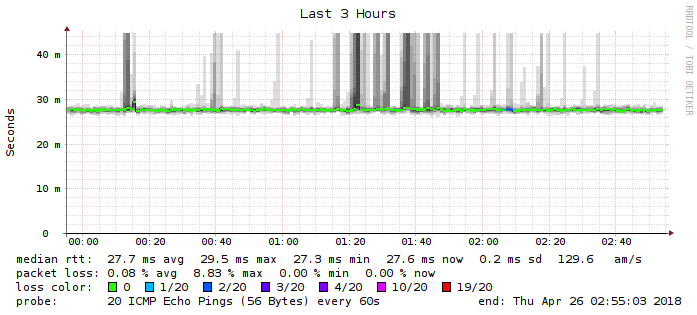 Last 3 Hours
RRDTOOL / TOBI OETIKER
Seconds
40 m
30 m
20 m
10 m
0
00:00 00:20 00:40 01:00 01:20 01:40 02:00 02:20 02:40
median rtt: 27.7 ms avg 29.5 ms max 27.3 ms min 27.6 ms now 0.2 ms sd 129.6 am/s
packet loss: 0.08 % avg 8.83 % max 0.00 % min 0.00 % now
loss color: 0 1/20 2/20 3/20 4/20 10/20 19/20
probe: 20 ICMP Echo Pings (56 Bytes) every 60s end: Thu Apr 26 02:55:03 2018